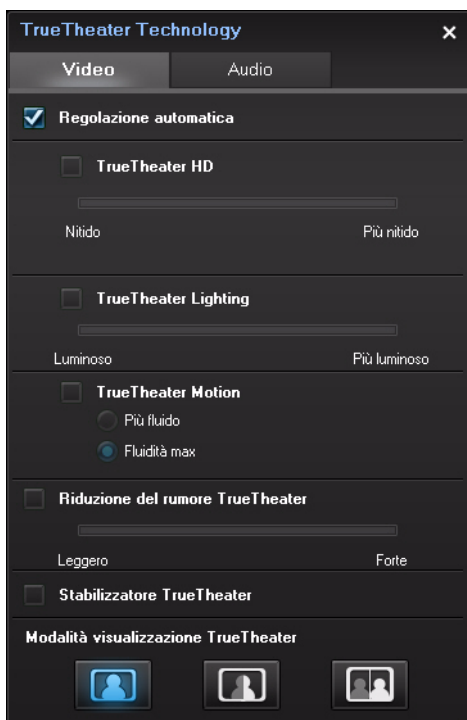 TrueTheater Technology
Video Audio
Regolazione automatica
TrueTheater HD
Nitido Più nitido
TrueTheater Lighting
Luminoso Più luminoso
TrueTheater Motion
Più fluido
Fluidità max
Riduzione del rumore TrueTheater
Leggero Forte
Stabilizzatore TrueTheater
Modalità visualizzazione TrueTheater